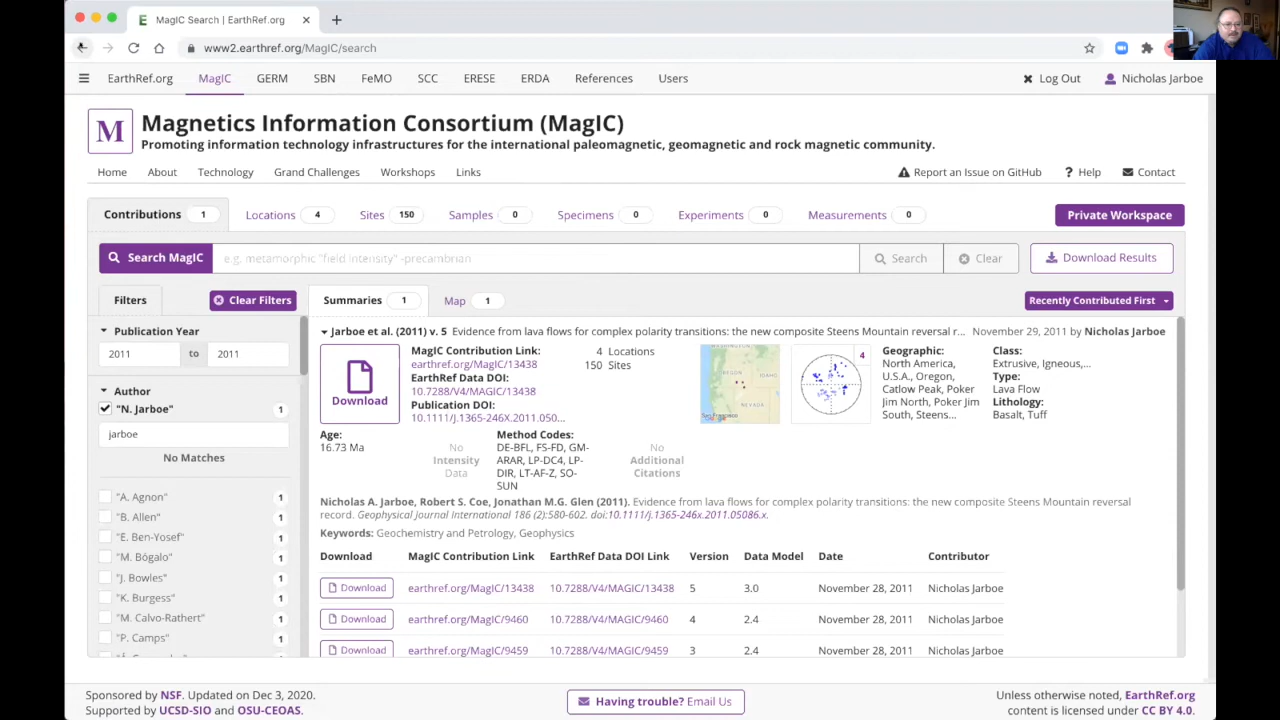 MagIC Search | EarthRef.org
www2.earthref.org/MagIC/search
EarthRef.org MagIC GERM SBN FeMO SCC ERESE ERDA References Users Log Out Nicholas Jarboe
M
Magnetics Information Consortium (MagIC)
Promoting information technology infrastructures for the international paleomagnetic, geomagnetic and rock magnetic community.
Home About Technology Grand Challenges Workshops Links Report an Issue on GitHub Help Contact
Contributions 1 Locations 4 Sites 150 Samples 0 Specimens 0 Experiments 0 Measurements 0 Private Workspace
Search MagIC e.g. metamorphic "field intensity" -precambrian Search Clear Download Results
Filters Clear Filters Summaries 1 Map 1 Recently Contributed First
Publication Year
2011 to 2011
Author
"N. Jarboe" 1
jarboe
No Matches
"A. Agnon" 1
"B. Allen" 1
"E. Ben-Yosef" 1
"M. Bógalo" 1
"J. Bowles" 1
"K. Burgess" 1
"M. Calvo-Rathert" 1
"P. Camps" 1
Jarboe et al. (2011) v. 5 Evidence from lava flows for complex polarity transitions: the new composite Steens Mountain reversal r... November 29, 2011 by Nicholas Jarboe
Download
MagIC Contribution Link:
earthref.org/MagIC/13438
EarthRef Data DOI:
10.7288/V4/MAGIC/13438
Publication DOI:
10.1111/J.1365-246X.2011.050...
4 Locations
150 Sites
WASHINGTON
OREGON
IDAHO
NEVADA
San Francisco
4
Geographic:
North America,
U.S.A., Oregon,
Catlow Peak, Poker
Jim North, Poker Jim
South, Steens...
Class:
Extrusive, Igneous,...
Type:
Lava Flow
Lithology:
Basalt, Tuff
Age:
16.73 Ma
No
Intensity
Data
Method Codes:
DE-BFL, FS-FD, GM-
ARAR, LP-DC4, LP-
DIR, LT-AF-Z, SO-
SUN
No
Additional
Citations
Nicholas A. Jarboe, Robert S. Coe, Jonathan M.G. Glen (2011). Evidence from lava flows for complex polarity transitions: the new composite Steens Mountain reversal
record. Geophysical Journal International 186 (2):580-602. doi:10.1111/j.1365-246x.2011.05086.x.
Keywords: Geochemistry and Petrology, Geophysics
Download MagIC Contribution Link EarthRef Data DOI Link Version Data Model Date Contributor
Download earthref.org/MagIC/13438 10.7288/V4/MAGIC/13438 5 3.0 November 28, 2011 Nicholas Jarboe
Download earthref.org/MagIC/9460 10.7288/V4/MAGIC/9460 4 2.4 November 28, 2011 Nicholas Jarboe
Download earthref.org/MagIC/9459 10.7288/V4/MAGIC/9459 3 2.4 November 28, 2011 Nicholas Jarboe
Sponsored by NSF. Updated on Dec 3, 2020.
Supported by UCSD-SIO and OSU-CEOAS.
Having trouble? Email Us
Unless otherwise noted, EarthRef.org
content is licensed under CC BY 4.0.